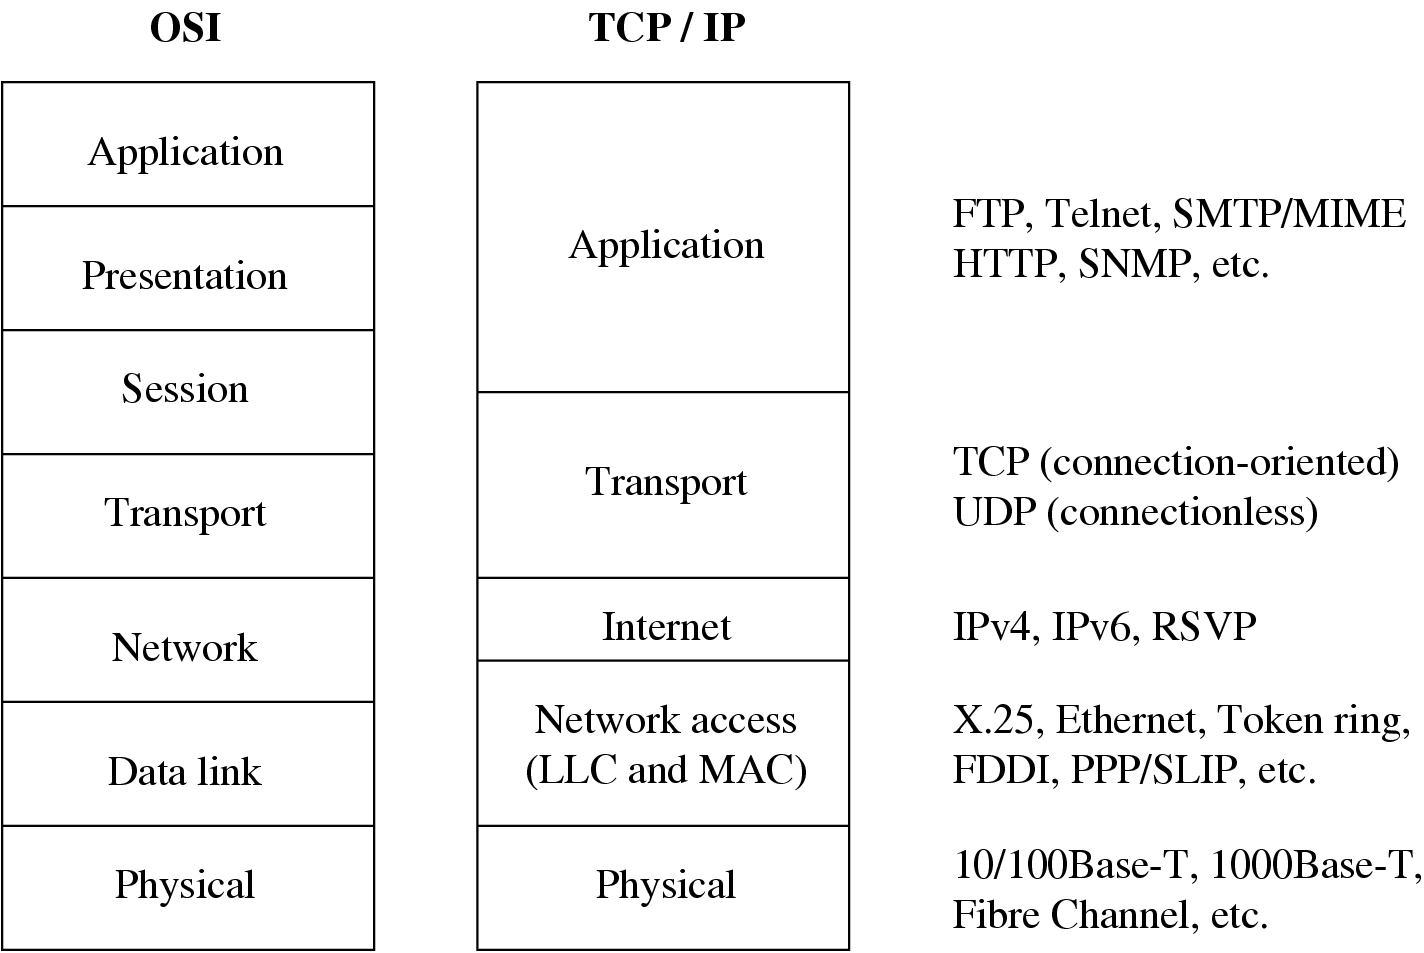 OSI
TCP / IP
Application
Presentation
Session
Transport
Network
Data link
Physical
Application
Transport
Internet
Network access
(LLC and MAC)
Physical
FTP, Telnet, SMTP/MIME
HTTP, SNMP, etc.
TCP (connection-oriented)
UDP (connectionless)
IPv4, IPv6, RSVP
X.25, Ethernet, Token ring,
FDDI, PPP/SLIP, etc.
10/100Base-T, 1000Base-T,
Fibre Channel, etc.